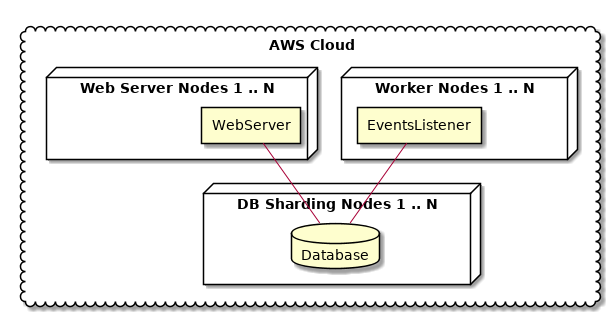 AWS Cloud
Web Server Nodes 1 .. N
Worker Nodes 1 .. N
WebServer
EventsListener
DB Sharding Nodes 1 .. N
Database